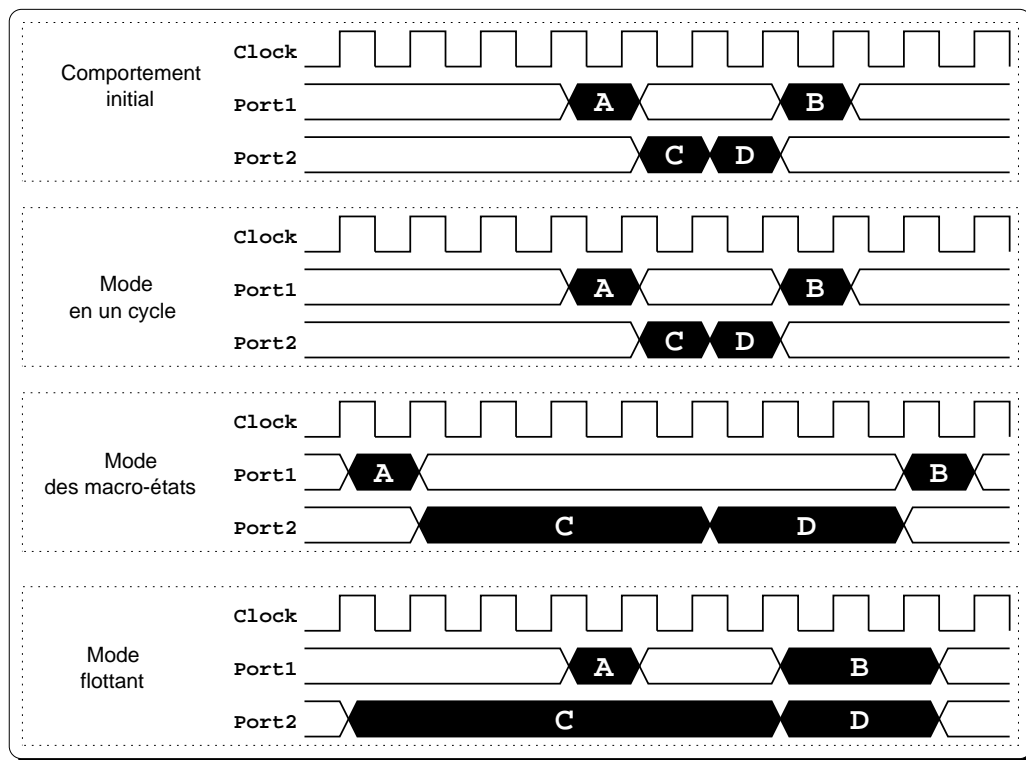 Clock
Comportement
initial
Port1 A B
Port2 C D
Clock
Mode
en un cycle
Port1 A B
Port2 C D
Clock
Mode
des macro-états
Port1 A B
Port2 C D
Clock
Mode
flottant
Port1 A B
Port2 C D